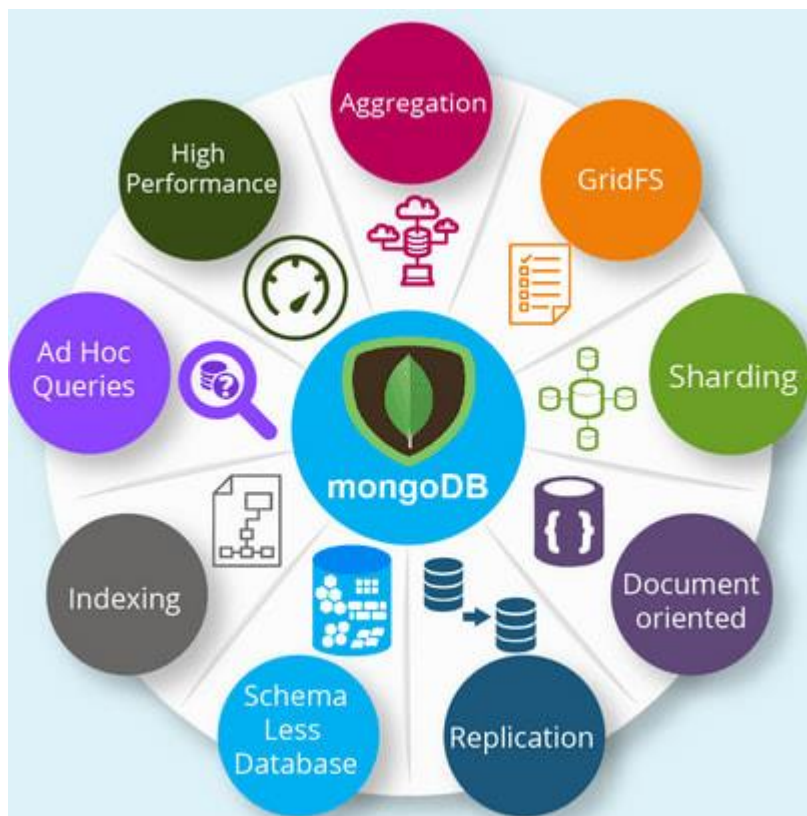 Aggregation
GridFS
Sharding
Document
oriented
Replication
Schema
Less
Database
Indexing
Ad Hoc
Queries
High
Performance
?
{ }
mongoDB